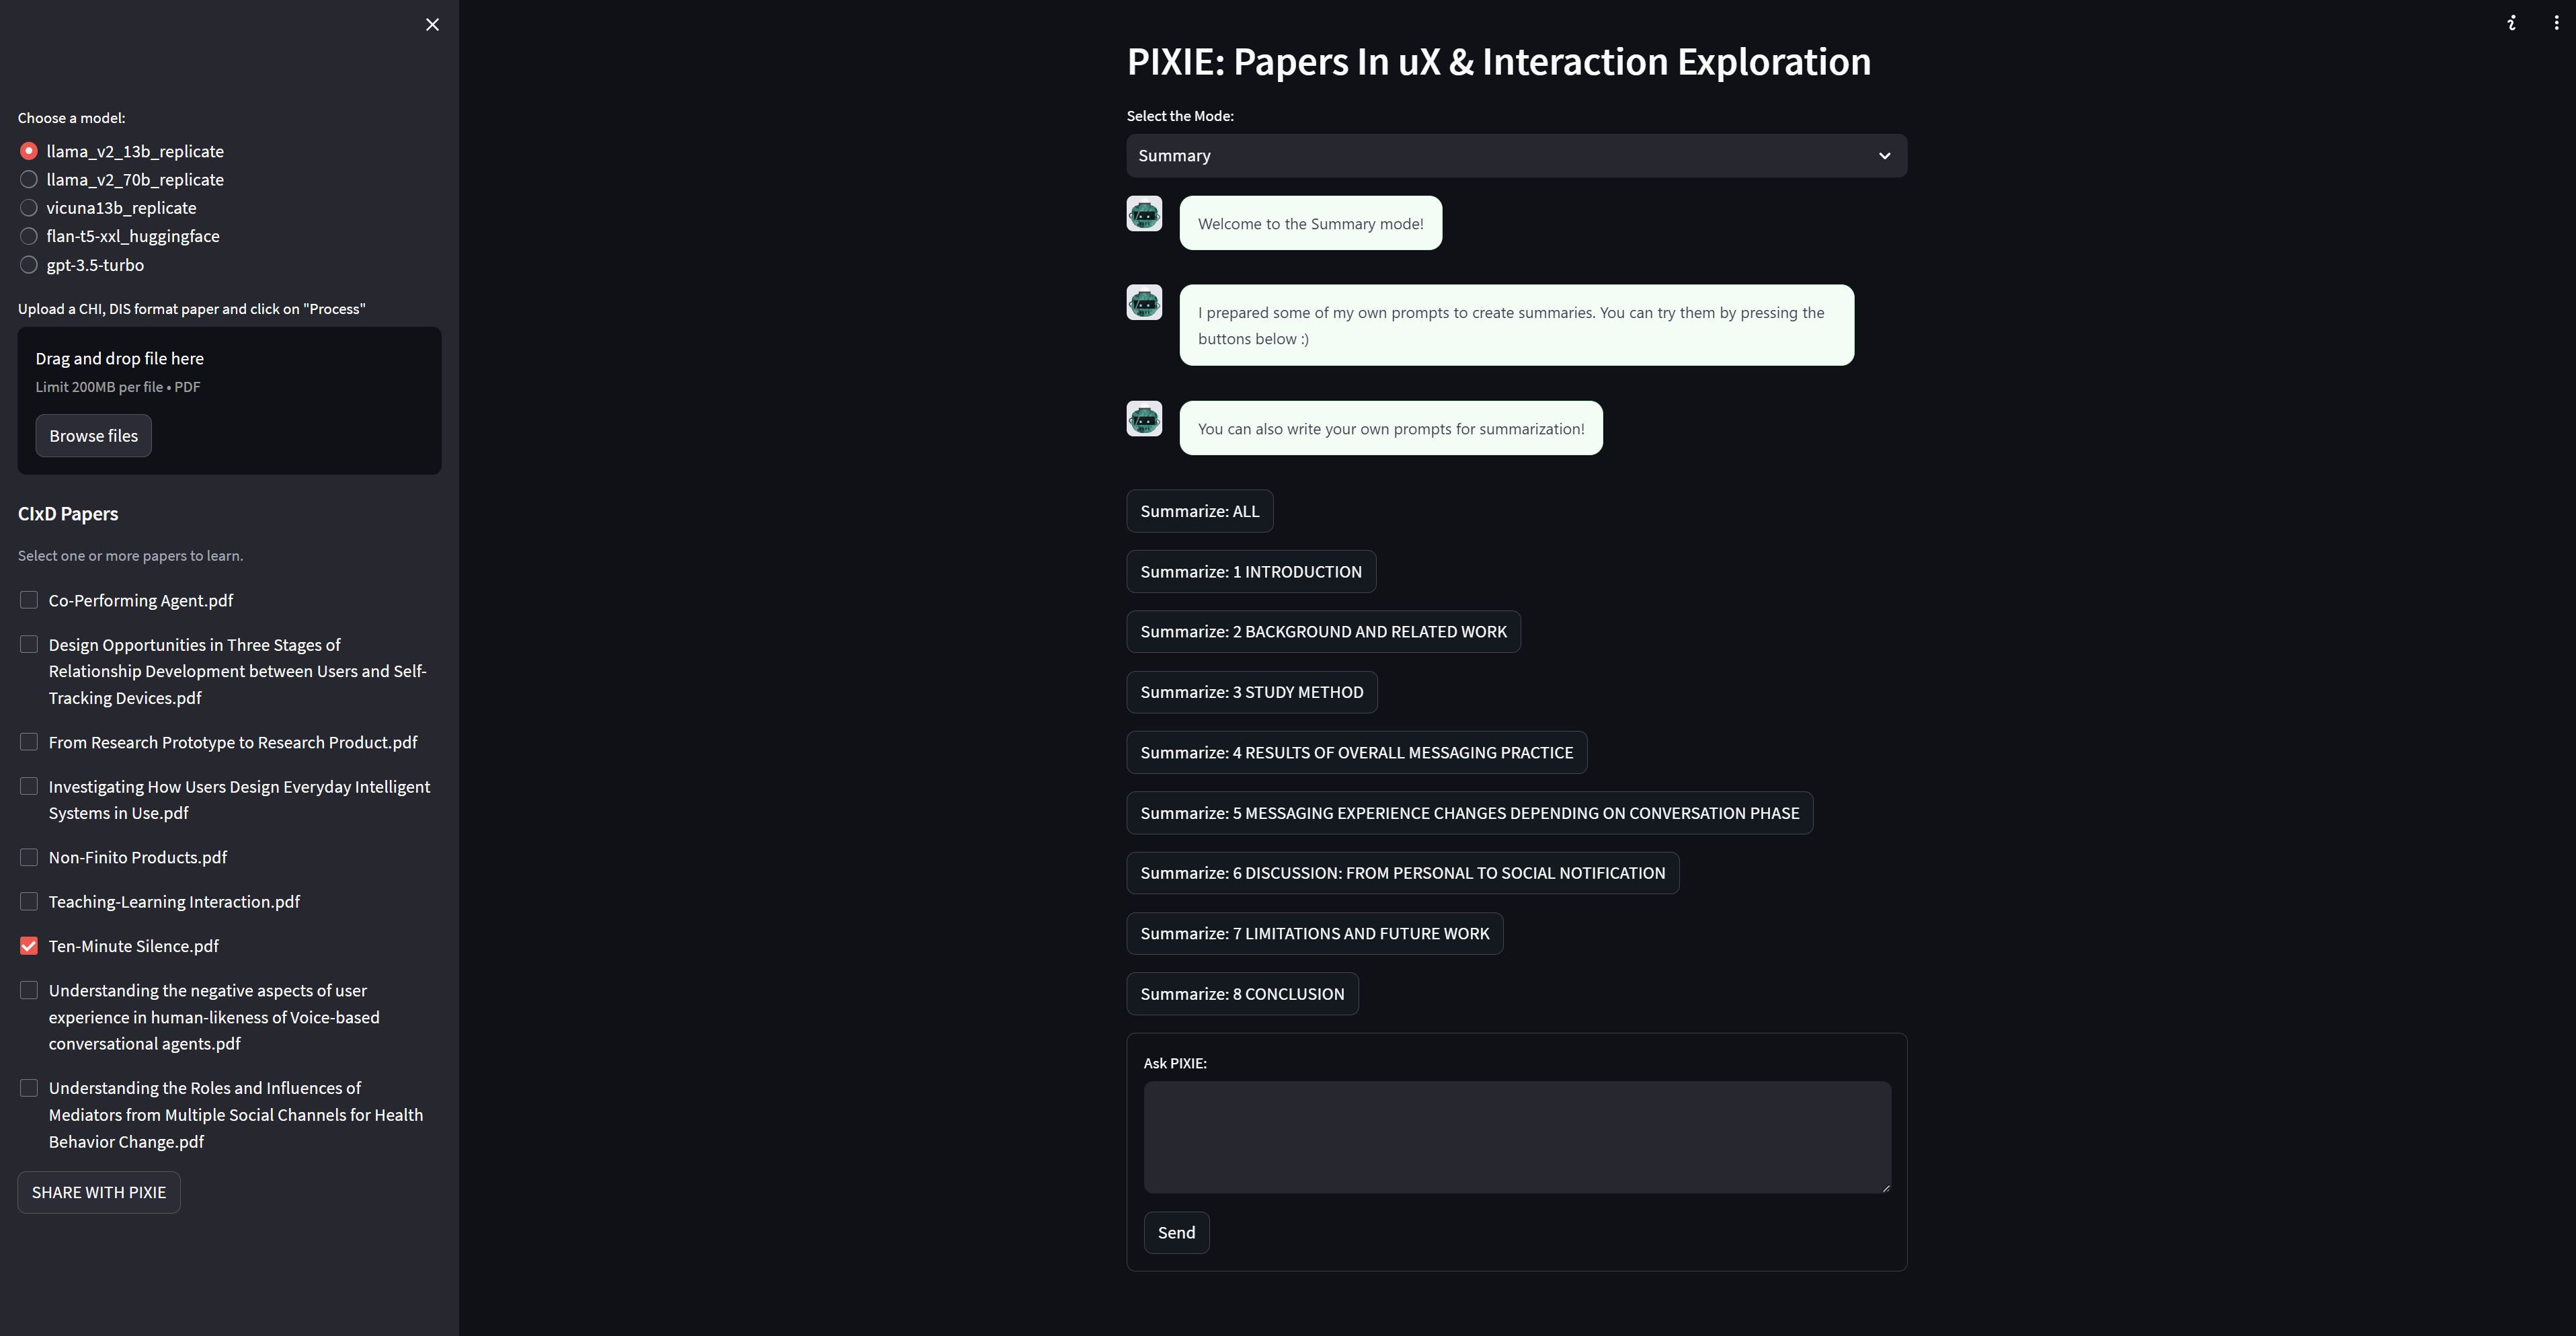 Choose a model:
llama_v2_13b_replicate
llama_v2_70b_replicate
vicuna13b_replicate
flan-t5-xxl_huggingface
gpt-3.5-turbo
Upload a CHI, DIS format paper and click on "Process"
Drag and drop file here
Limit 200MB per file • PDF
Browse files
CIxD Papers
Select one or more papers to learn.
Co-Performing Agent.pdf
Design Opportunities in Three Stages of
Relationship Development between Users and Self-
Tracking Devices.pdf
From Research Prototype to Research Product.pdf
Investigating How Users Design Everyday Intelligent
Systems in Use.pdf
Non-Finito Products.pdf
Teaching-Learning Interaction.pdf
Ten-Minute Silence.pdf
Understanding the negative aspects of user
experience in human-likeness of Voice-based
conversational agents.pdf
Understanding the Roles and Influences of
Mediators from Multiple Social Channels for Health
Behavior Change.pdf
SHARE WITH PIXIE
PIXIE: Papers In uX & Interaction Exploration
Select the Mode:
Summary
Welcome to the Summary mode!
I prepared some of my own prompts to create summaries. You can try them by pressing the
buttons below :)
You can also write your own prompts for summarization!
Summarize: ALL
Summarize: 1 INTRODUCTION
Summarize: 2 BACKGROUND AND RELATED WORK
Summarize: 3 STUDY METHOD
Summarize: 4 RESULTS OF OVERALL MESSAGING PRACTICE
Summarize: 5 MESSAGING EXPERIENCE CHANGES DEPENDING ON CONVERSATION PHASE
Summarize: 6 DISCUSSION: FROM PERSONAL TO SOCIAL NOTIFICATION
Summarize: 7 LIMITATIONS AND FUTURE WORK
Summarize: 8 CONCLUSION
Ask PIXIE:
Send